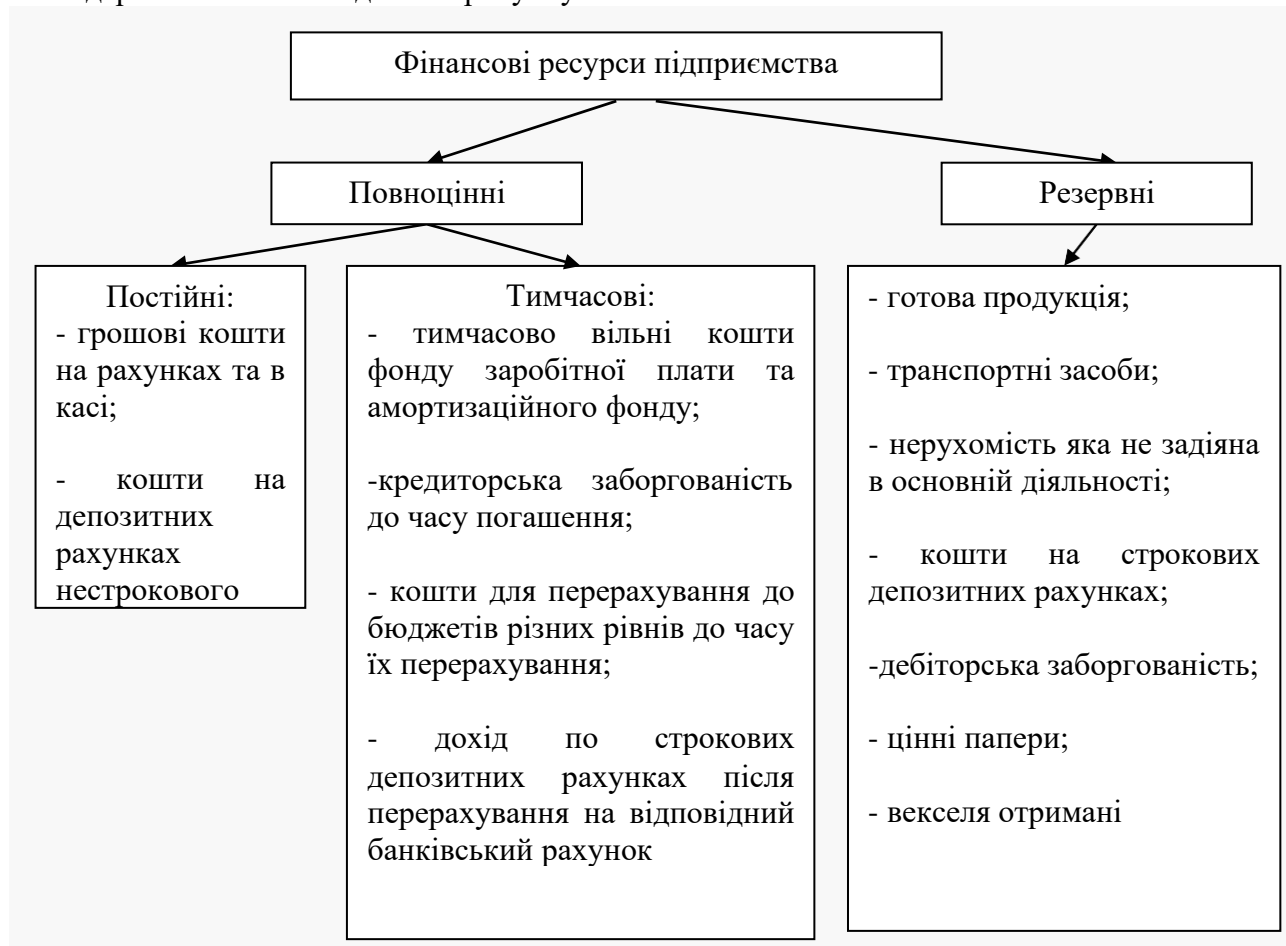 Фінансові ресурси підприємства
Повноцінні
Резервні
Постійні:
- грошові кошти
на рахунках та в
касі;
- кошти на
депозитних
рахунках
нестрокового
Тимчасові:
- тимчасово вільні кошти
фонду заробітної плати та
амортизаційного фонду;
-кредиторська заборгованість
до часу погашення;
- кошти для перерахування до
бюджетів різних рівнів до часу
їх перерахування;
- дохід по строкових
депозитних рахунках після
перерахування на відповідний
банківський рахунок
- готова продукція;
- транспортні засоби;
- нерухомість яка не задіяна
в основній діяльності;
- кошти на строкових
депозитних рахунках;
-дебіторська заборгованість;
- цінні папери;
- векселя отримані